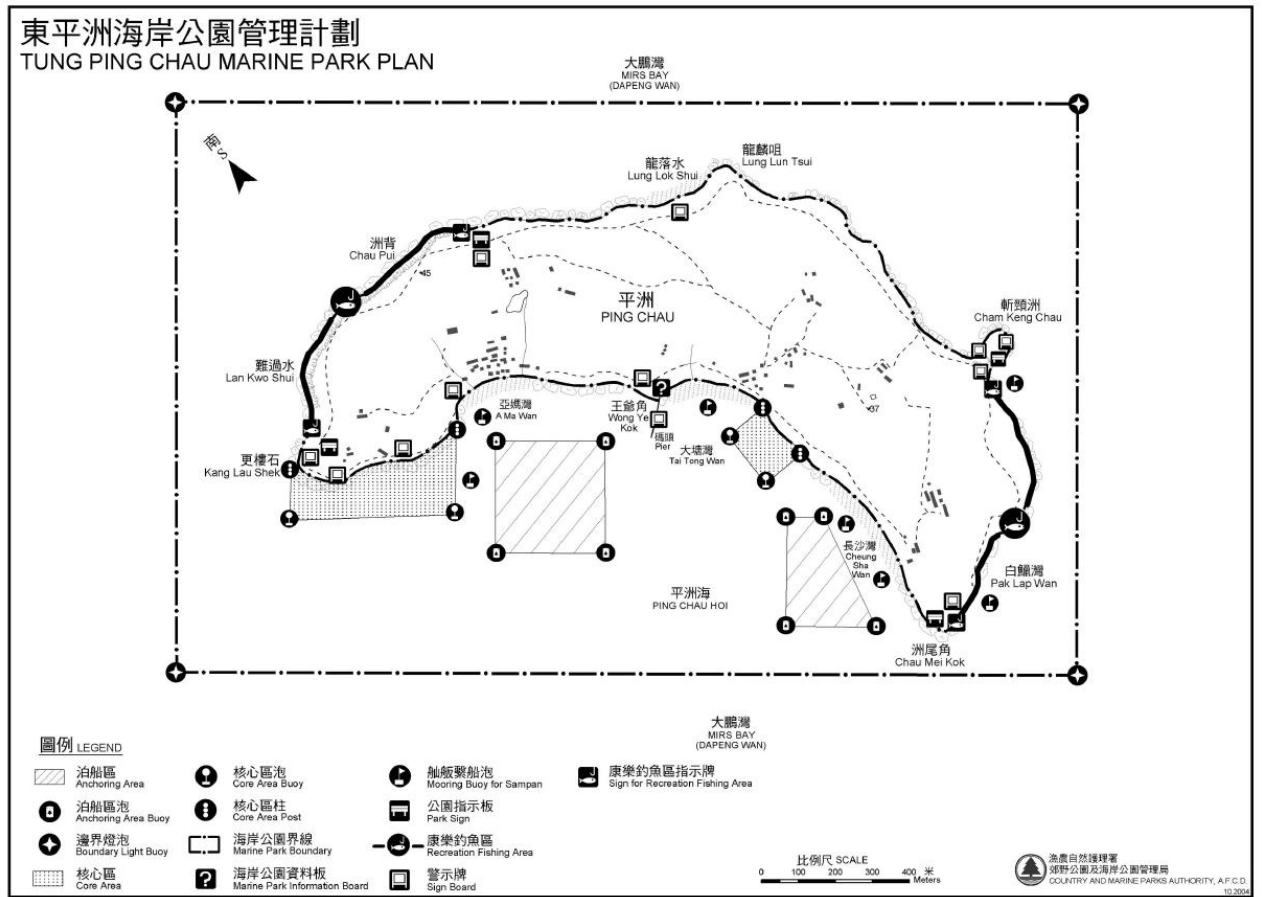 東平洲海岸公園管理計劃
TUNG PING CHAU MARINE PARK PLAN
大鵬灣
MIRS BAY
(DAPENG WAN)
南
S
龍落水
Lung Lok Shui
龍麟咀
Lung Lun Tsui
洲背
Chau Pui
45
平洲
PING CHAU
斬頸洲
Cham Keng Chau
難過水
Lan Kwo Shui
37
亞媽灣
A Ma Wan
王爺角
Wong Ye
Kok
碼頭
Pier
大塘灣
Tai Tong Wan
更樓石
Kang Lau Shek
長沙灣
Cheung
Sha
Wan
白鱲灣
Pak Lap Wan
平洲海
PING CHAU HOI
洲尾角
Chau Mei Kok
大鵬灣
MIRS BAY
(DAPENG WAN)
圖例 LEGEND
泊船區
Anchoring Area
泊船區泡
Anchoring Area Buoy
邊界燈泡
Boundary Light Buoy
核心區
Core Area
核心區泡
Core Area Buoy
核心區柱
Core Area Post
海岸公園界線
Marine Park Boundary
海岸公園資料板
Marine Park Information Board
舢舨繫船泡
Mooring Buoy for Sampan
公園指示板
Park Sign
康樂釣魚區
Recreation Fishing Area
警示牌
Sign Board
康樂釣魚區指示牌
Sign for Recreation Fishing Area
比例尺 SCALE
0 100 200 300 400 米
Meters
漁農自然護理署
郊野公園及海岸公園管理局
COUNTRY AND MARINE PARKS AUTHORITY, A.F.C.D.
10.2004